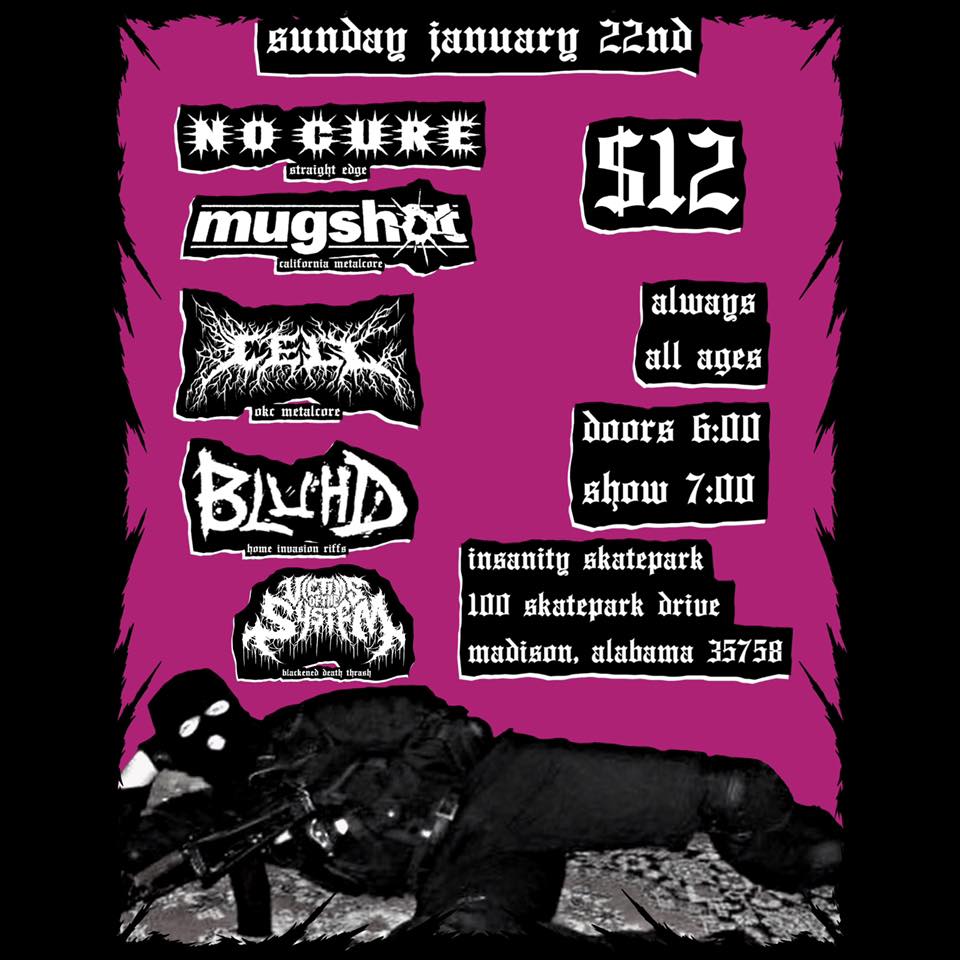 sunday january 22nd
NO CURE
straight edge
mugshot
california metalcore
CELL
okc metalcore
BLUHD
home invasion riffs
VICTIMS
OF THE
SYSTEM
blackened death thrash
$12
always
all ages
doors 6:00
show 7:00
insanity skatepark
100 skatepark drive
madison, alabama 35758